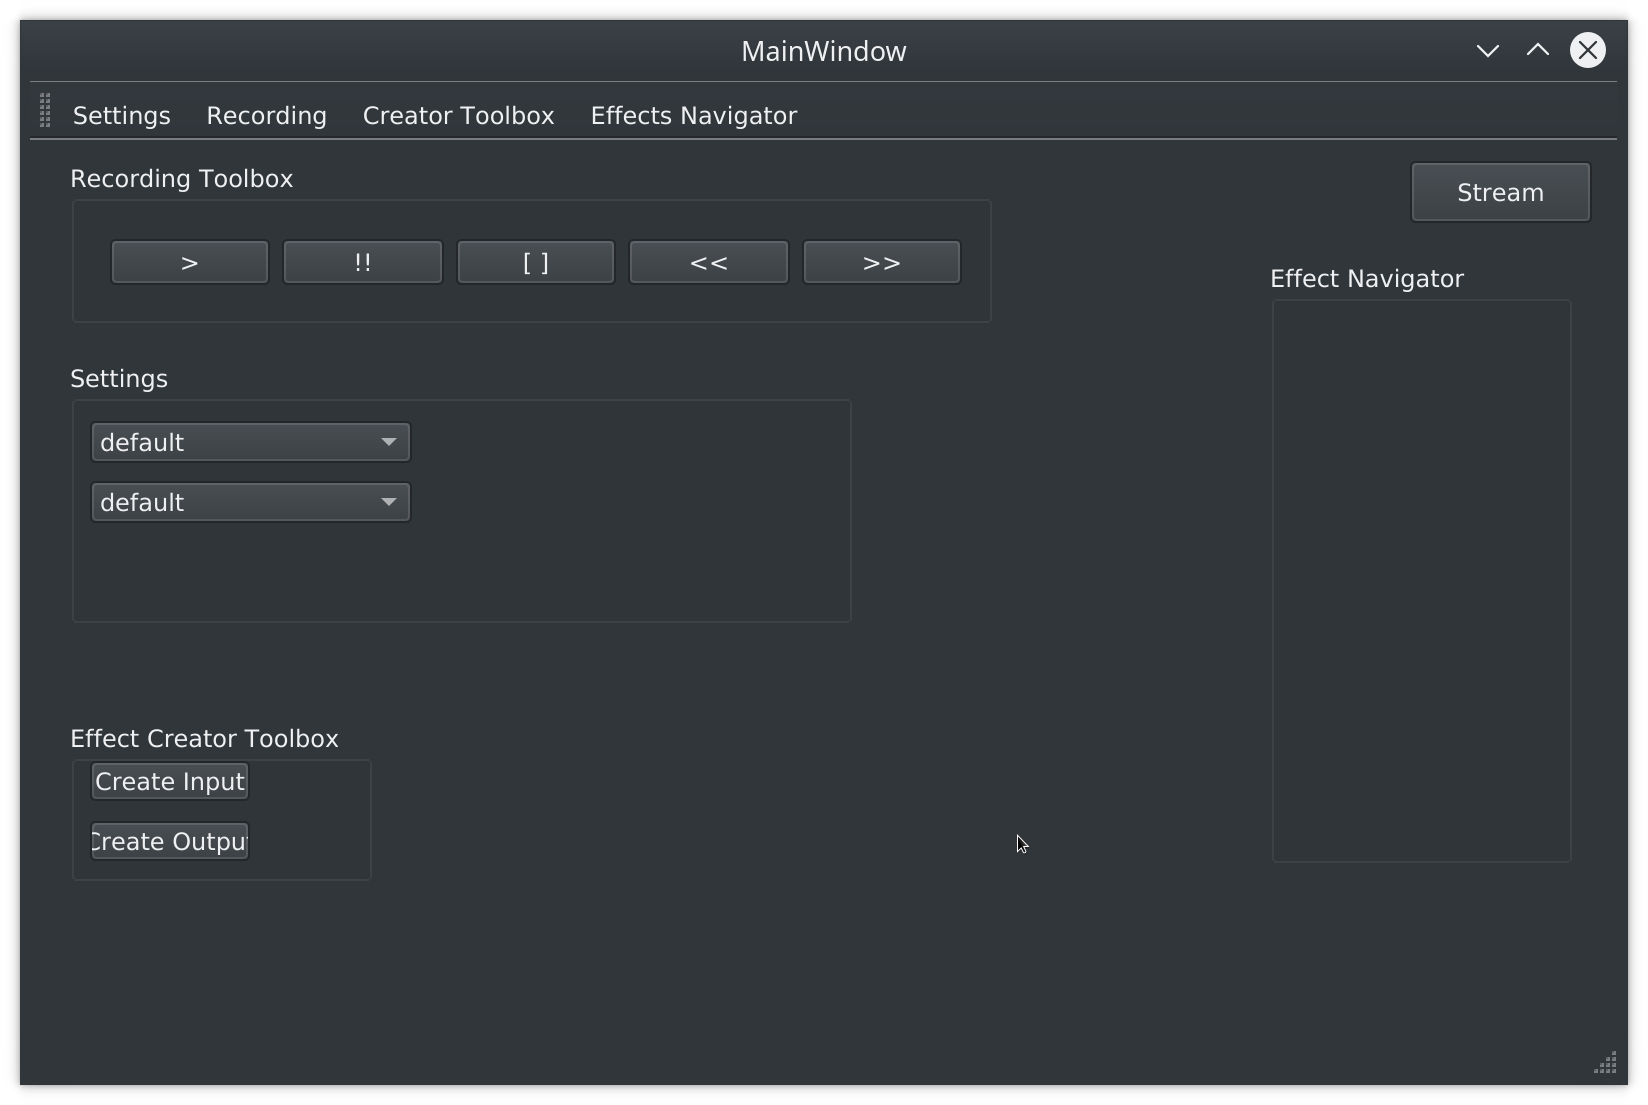 MainWindow
Settings Recording Creator Toolbox Effects Navigator
Recording Toolbox
Stream
> !! [ ] << >>
Effect Navigator
Settings
default
default
Effect Creator Toolbox
Create Input
Create Output